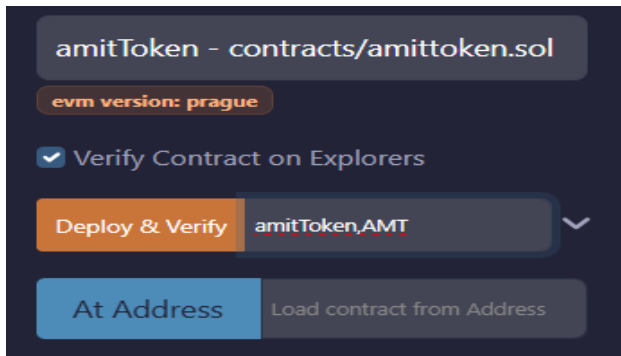 amitToken - contracts/amittoken.sol
evm version: prague
Verify Contract on Explorers
Deploy & Verify amitToken,AMT
At Address Load contract from Address